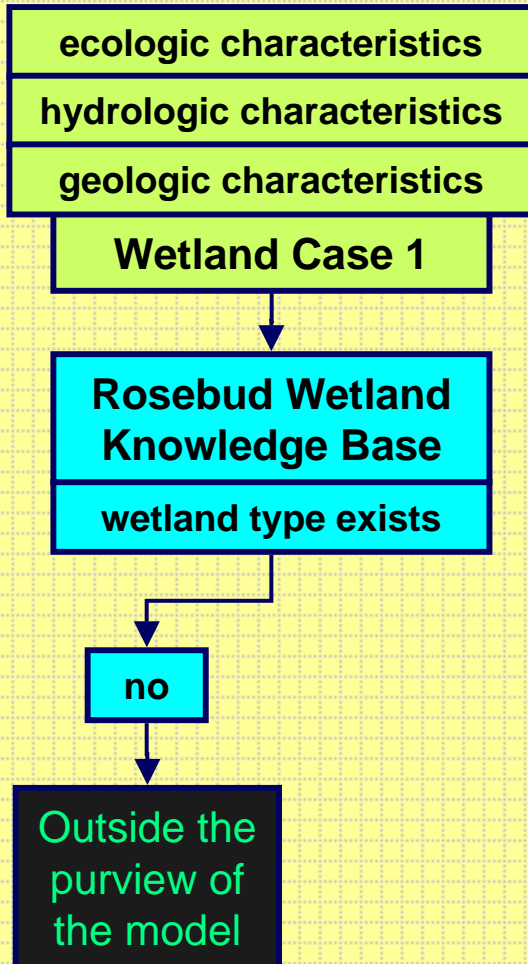 ecologic characteristics
hydrologic characteristics
geologic characteristics
Wetland Case 1
Rosebud Wetland
Knowledge Base
wetland type exists
no
Outside the
purview of
the model